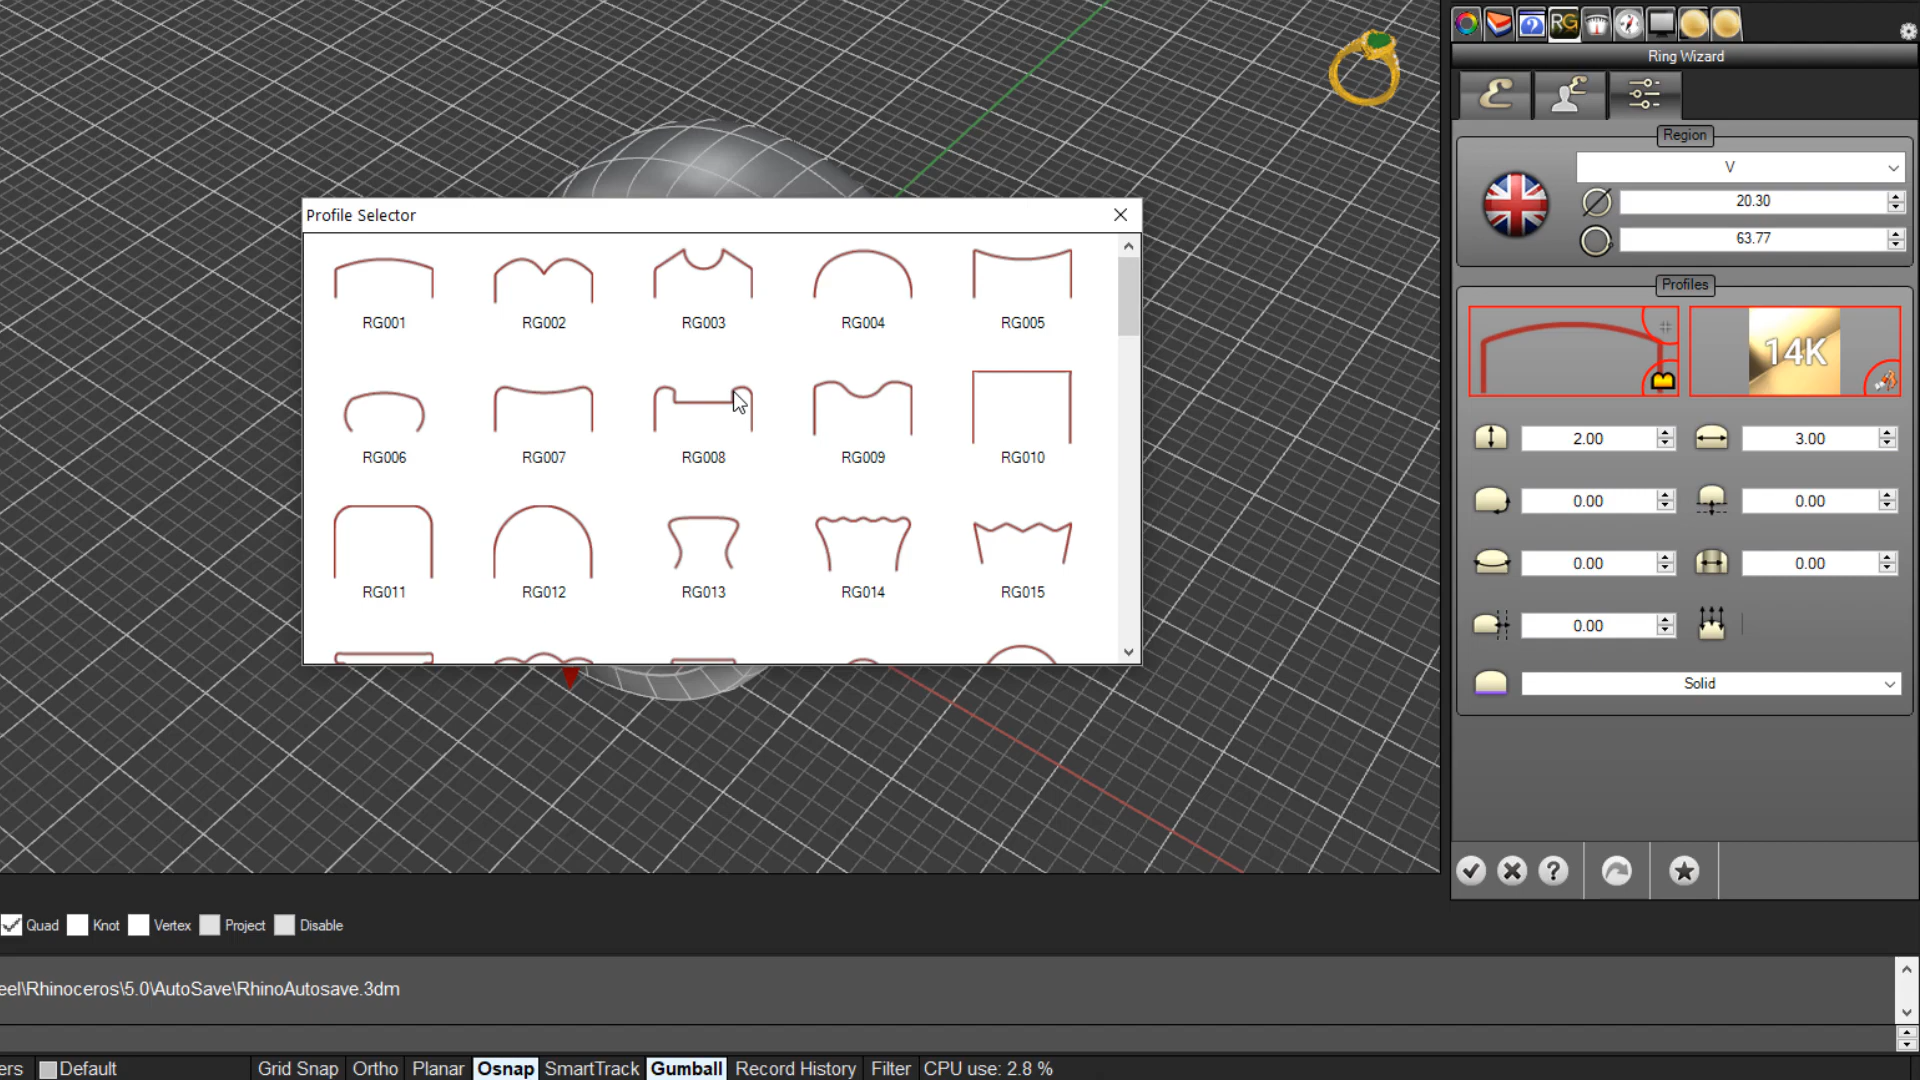 RG
Ring Wizard
Region
V
20.30
63.77
Profiles
14K
2.00
3.00
0.00
0.00
0.00
0.00
0.00
Solid
Profile Selector
RG001
RG002
RG003
RG004
RG005
RG006
RG007
RG008
RG009
RG010
RG011
RG012
RG013
RG014
RG015
Quad
Knot
Vertex
Project
Disable
eel\Rhinoceros\5.0\AutoSave\RhinoAutosave.3dm
ers
Default
Grid Snap
Ortho
Planar
Osnap
SmartTrack
Gumball
Record History
Filter
CPU use: 2.8 %